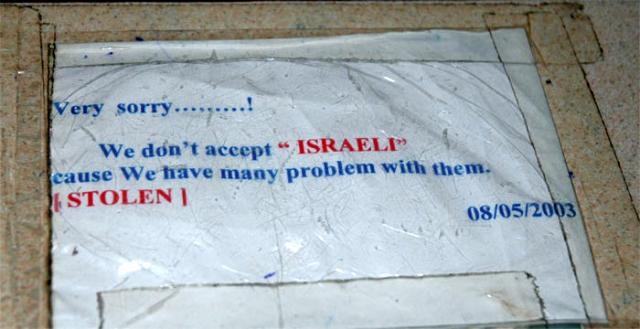 Very sorry.........!
We don't accept “ ISRAELI”
cause We have many problem with them.
[ STOLEN ]
08/05/2003